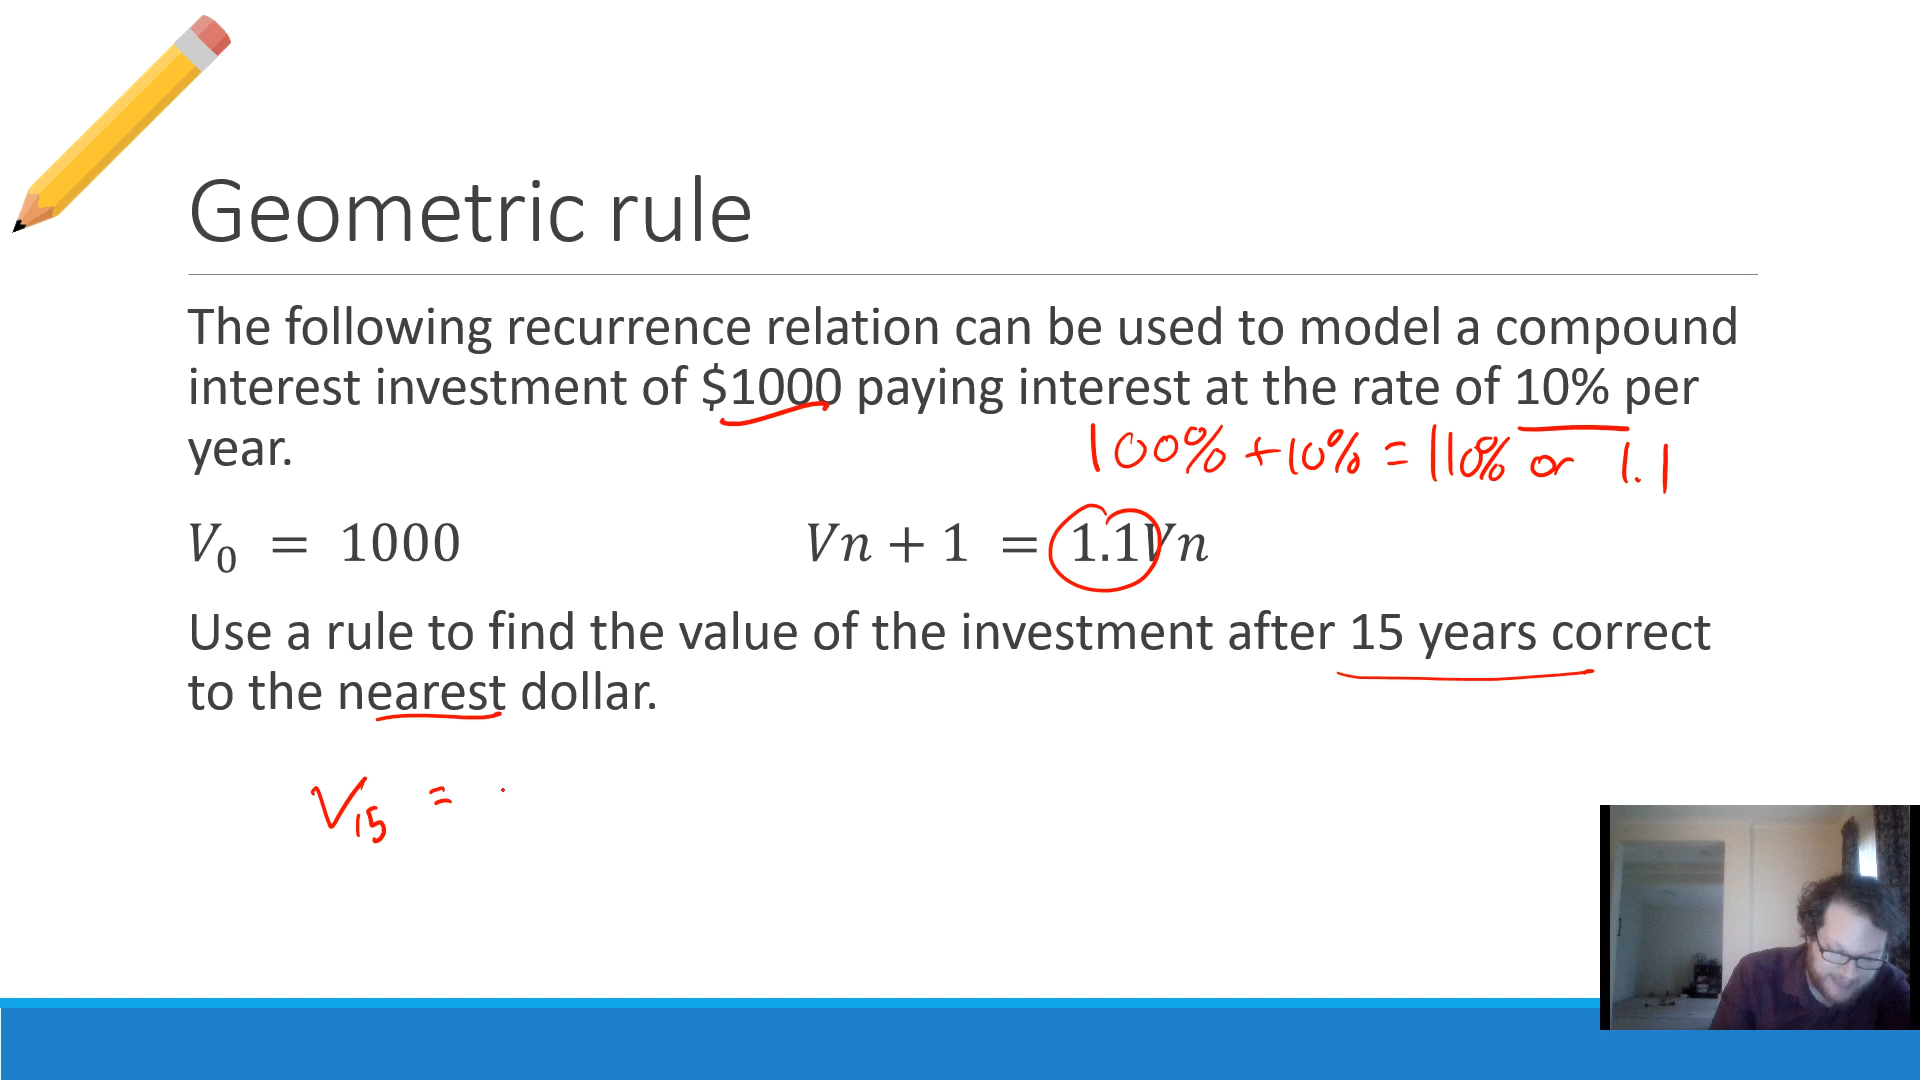 Geometric rule
The following recurrence relation can be used to model a compound
interest investment of $1000 paying interest at the rate of 10% per
year.
100% + 10% = 110% or 1.1
V₀ = 1000 Vn + 1 = 1.1Vn
Use a rule to find the value of the investment after 15 years correct
to the nearest dollar.
V₁₅ =